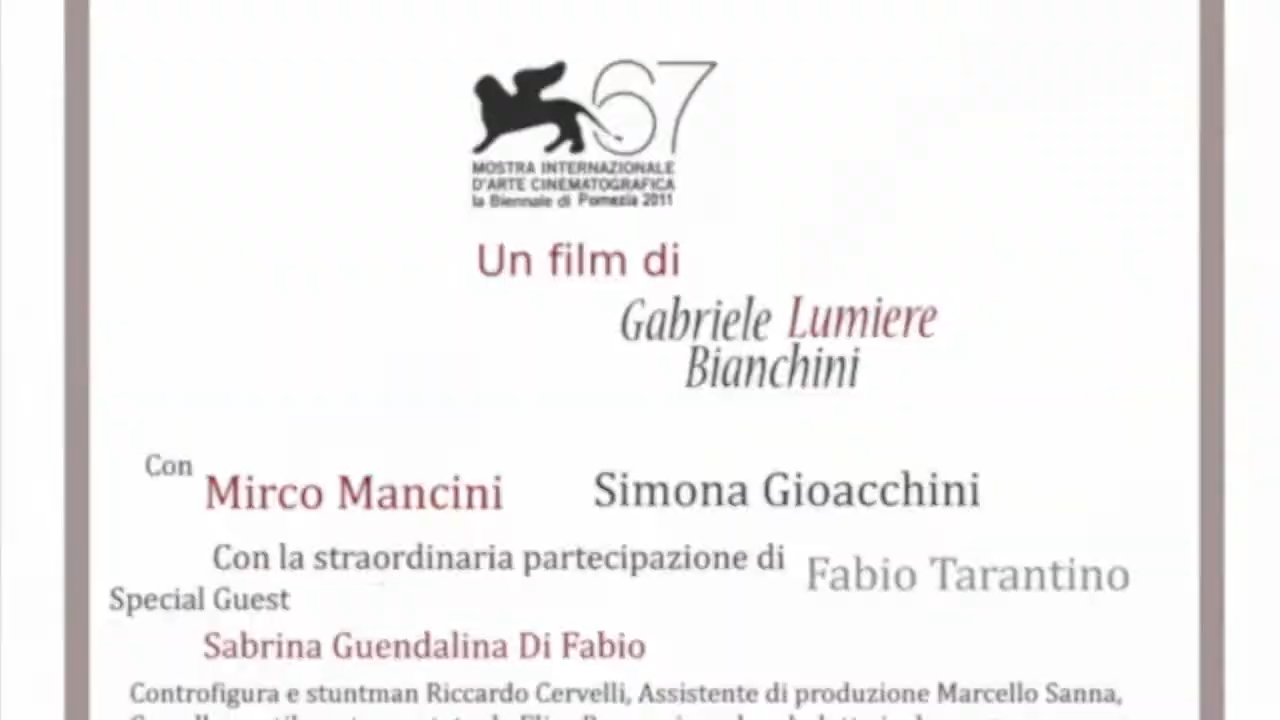 67
MOSTRA INTERNAZIONALE
D'ARTE CINEMATOGRAFICA
la Biennale di Pomezia 2011
Un film di
Gabriele Lumiere
Bianchini
Con
Mirco Mancini Simona Gioacchini
Con la straordinaria partecipazione di Fabio Tarantino
Special Guest
Sabrina Guendalina Di Fabio
Controfigura e stuntman Riccardo Cervelli, Assistente di produzione Marcello Sanna,